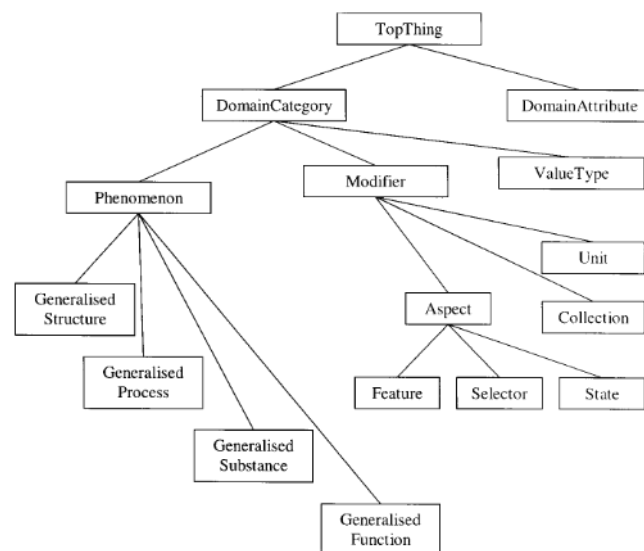 TopThing
DomainCategory
DomainAttribute
ValueType
Modifier
Phenomenon
Unit
Generalised
Structure
Aspect
Collection
Generalised
Process
Feature
Selector
State
Generalised
Substance
Generalised
Function